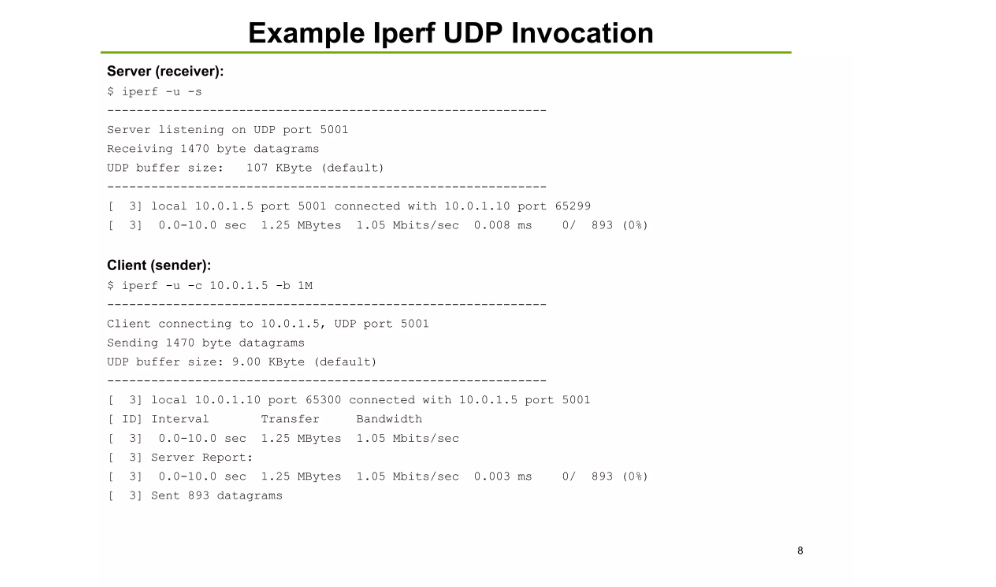 Example Iperf UDP Invocation
Server (receiver):
$ iperf -u -s
------------------------------------------------------------
Server listening on UDP port 5001
Receiving 1470 byte datagrams
UDP buffer size:   107 KByte (default)
------------------------------------------------------------
[  3] local 10.0.1.5 port 5001 connected with 10.0.1.10 port 65299
[  3]  0.0-10.0 sec  1.25 MBytes  1.05 Mbits/sec  0.008 ms    0/  893 (0%)
Client (sender):
$ iperf -u -c 10.0.1.5 -b 1M
------------------------------------------------------------
Client connecting to 10.0.1.5, UDP port 5001
Sending 1470 byte datagrams
UDP buffer size: 9.00 KByte (default)
------------------------------------------------------------
[  3] local 10.0.1.10 port 65300 connected with 10.0.1.5 port 5001
[ ID] Interval       Transfer     Bandwidth
[  3]  0.0-10.0 sec  1.25 MBytes  1.05 Mbits/sec
[  3] Server Report:
[  3]  0.0-10.0 sec  1.25 MBytes  1.05 Mbits/sec  0.003 ms    0/  893 (0%)
[  3] Sent 893 datagrams
8